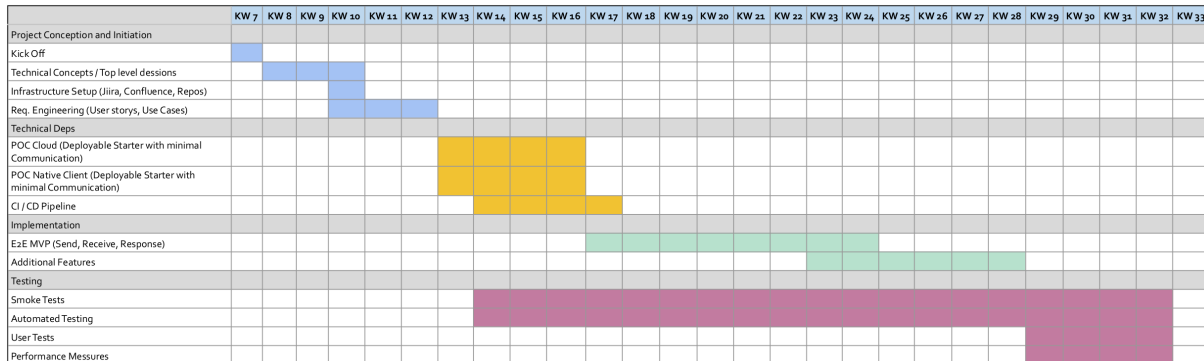 KW 7 KW 8 KW 9 KW 10 KW 11 KW 12 KW 13 KW 14 KW 15 KW 16 KW 17 KW 18 KW 19 KW 20 KW 21 KW 22 KW 23 KW 24 KW 25 KW 26 KW 27 KW 28 KW 29 KW 30 KW 31 KW 32 KW 33
Project Conception and Initiation
Kick Off
Technical Concepts / Top level dessions
Infrastructure Setup (Jiira, Confluence, Repos)
Req. Engineering (User storys, Use Cases)
Technical Deps
POC Cloud (Deployable Starter with minimal
Communication)
POC Native Client (Deployable Starter with
minimal Communication)
CI / CD Pipeline
Implementation
E2E MVP (Send, Receive, Response)
Additional Features
Testing
Smoke Tests
Automated Testing
User Tests
Performance Messures